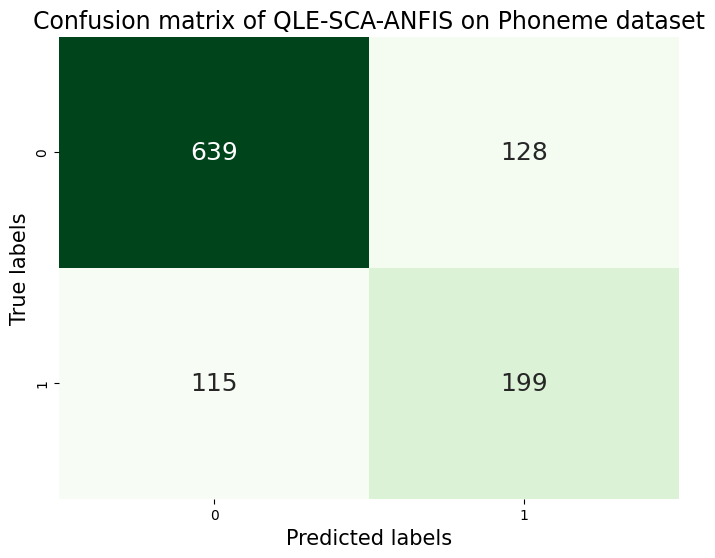 Confusion matrix of QLE-SCA-ANFIS on Phoneme dataset
639 128
0
True labels
115 199
1
0 1
Predicted labels